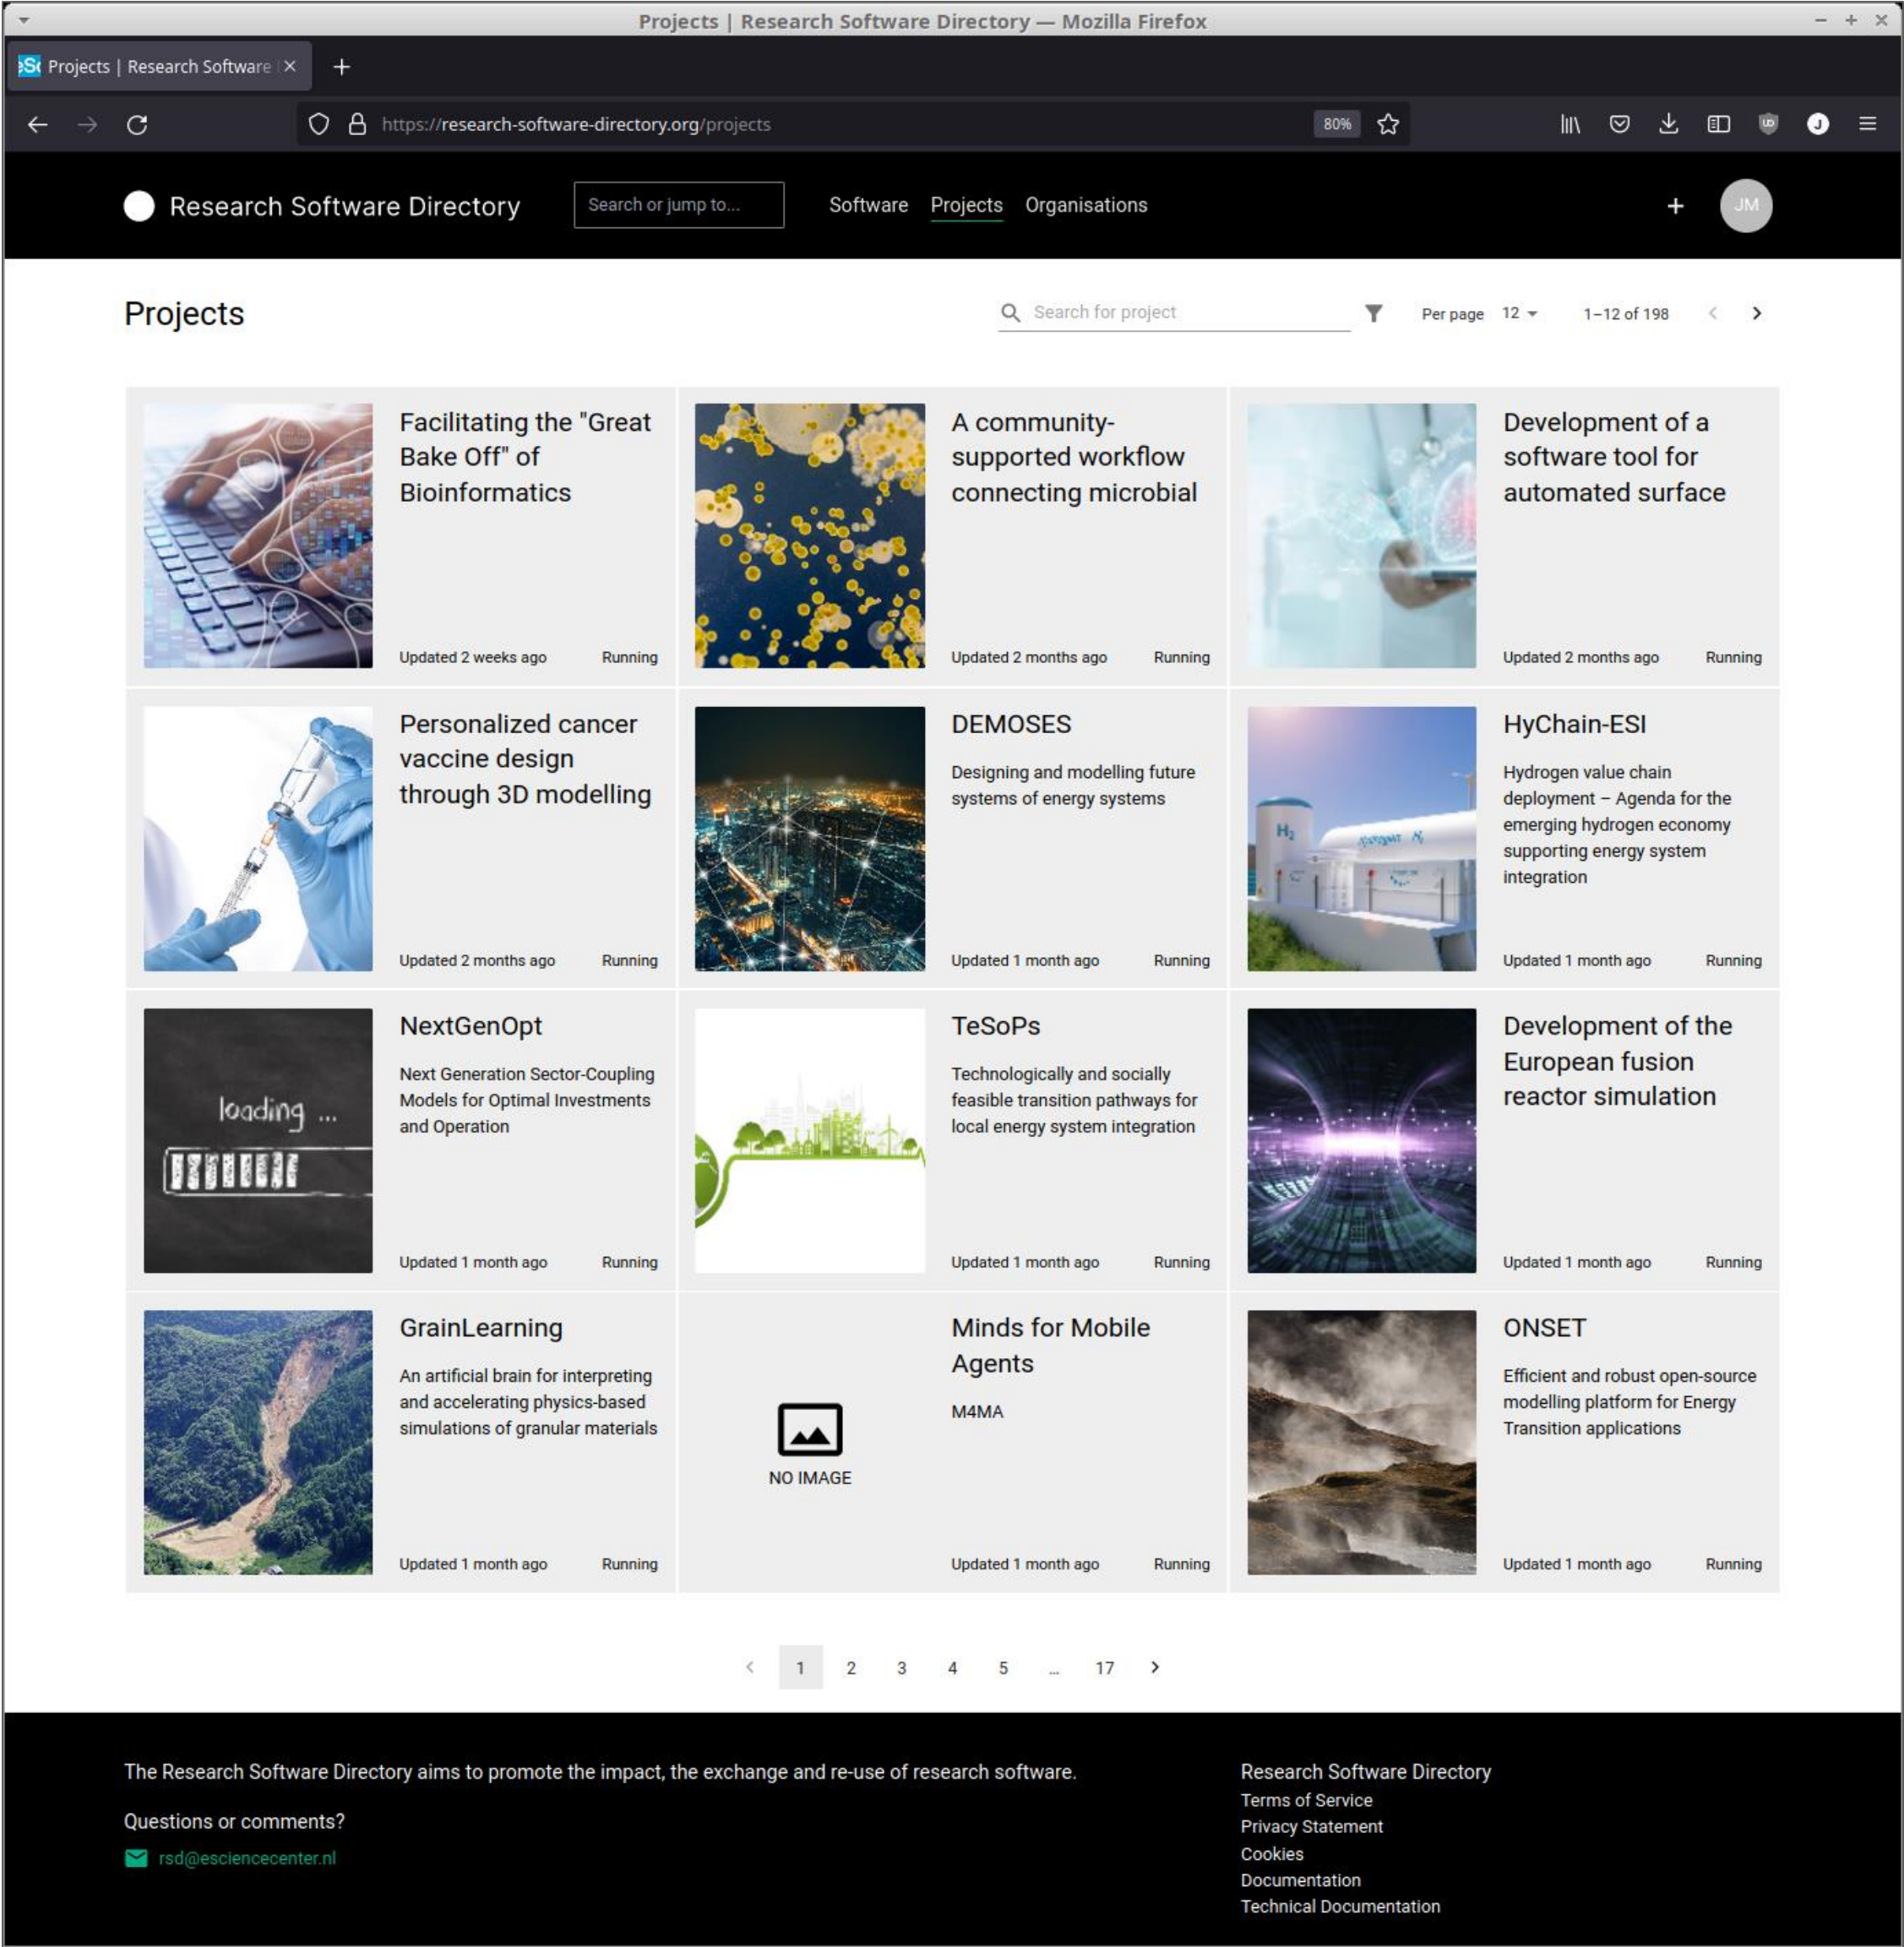 Projects | Research Software Directory — Mozilla Firefox
Projects | Research Software
https://research-software-directory.org/projects
80%
Research Software Directory
Search or jump to...
Software
Projects
Organisations
JM
Projects
Search for project
Per page 12
1–12 of 198
Facilitating the "Great
Bake Off" of
Bioinformatics
Updated 2 weeks ago
Running
A community-
supported workflow
connecting microbial
Updated 2 months ago
Running
Development of a
software tool for
automated surface
Updated 2 months ago
Running
Personalized cancer
vaccine design
through 3D modelling
Updated 2 months ago
Running
DEMOSES
Designing and modelling future
systems of energy systems
Updated 1 month ago
Running
H2
HyChain-ESI
Hydrogen value chain
deployment – Agenda for the
emerging hydrogen economy
supporting energy system
integration
Updated 1 month ago
Running
loading ...
NextGenOpt
Next Generation Sector-Coupling
Models for Optimal Investments
and Operation
Updated 1 month ago
Running
TeSoPs
Technologically and socially
feasible transition pathways for
local energy system integration
Updated 1 month ago
Running
Development of the
European fusion
reactor simulation
Updated 1 month ago
Running
GrainLearning
An artificial brain for interpreting
and accelerating physics-based
simulations of granular materials
Updated 1 month ago
Running
NO IMAGE
Minds for Mobile
Agents
M4MA
Updated 1 month ago
Running
ONSET
Efficient and robust open-source
modelling platform for Energy
Transition applications
Updated 1 month ago
Running
1 2 3 4 5 ... 17
The Research Software Directory aims to promote the impact, the exchange and re-use of research software.
Questions or comments?
rsd@esciencecenter.nl
Research Software Directory
Terms of Service
Privacy Statement
Cookies
Documentation
Technical Documentation